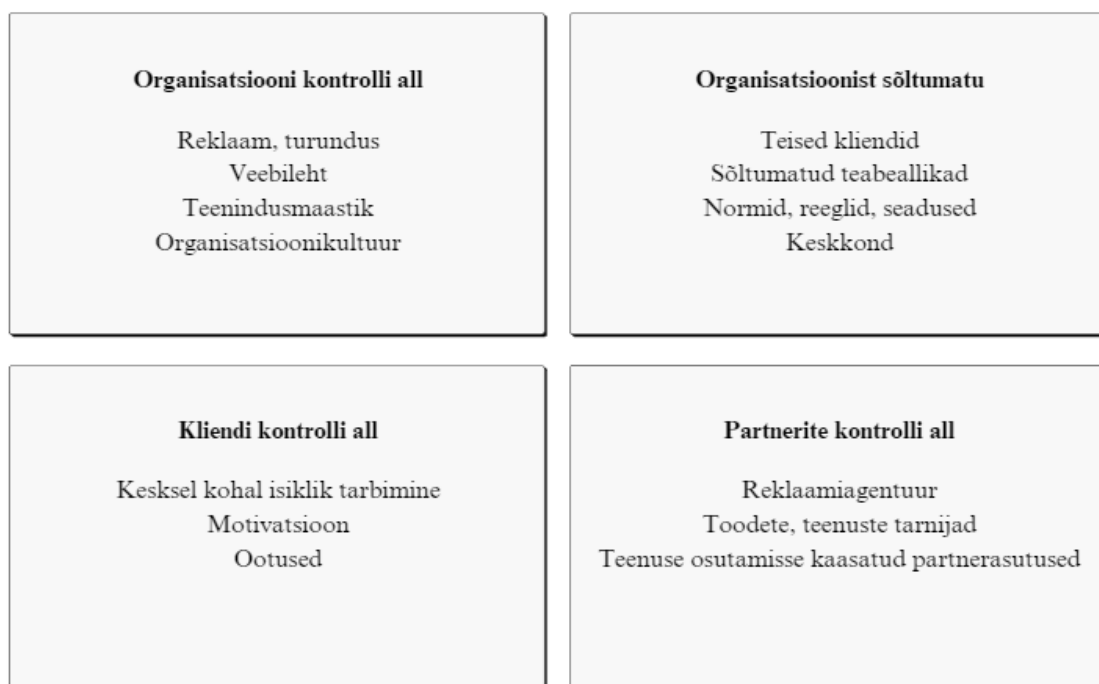 Organisatsiooni kontrolli all
Reklaam, turundus
Veebileht
Teenindusmaastik
Organisatsioonikultuur
Organisatsioonist sõltumatu
Teised kliendid
Sõltumatud teabeallikad
Normid, reeglid, seadused
Keskkond
Kliendi kontrolli all
Kesksel kohal isiklik tarbimine
Motivatsioon
Ootused
Partnerite kontrolli all
Reklaamiagentuur
Toodete, teenuste tarnijad
Teenuse osutamisse kaasatud partnerasutused